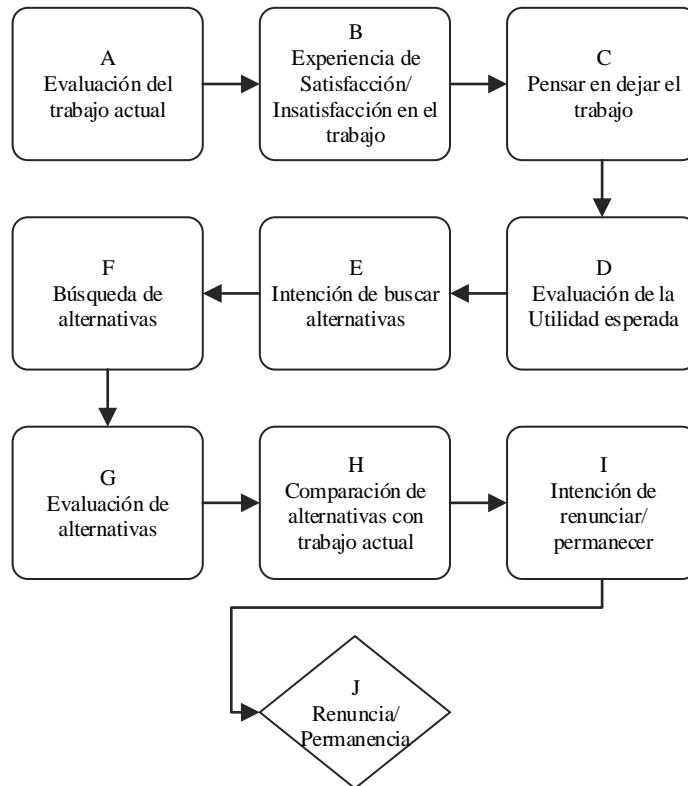 A
Evaluación del
trabajo actual
B
Experiencia de
Satisfacción/
Insatisfacción en el
trabajo
C
Pensar en dejar el
trabajo
D
Evaluación de la
Utilidad esperada
E
Intención de buscar
alternativas
F
Búsqueda de
alternativas
G
Evaluación de
alternativas
H
Comparación de
alternativas con
trabajo actual
I
Intención de
renunciar/
permanecer
J
Renuncia/
Permanencia